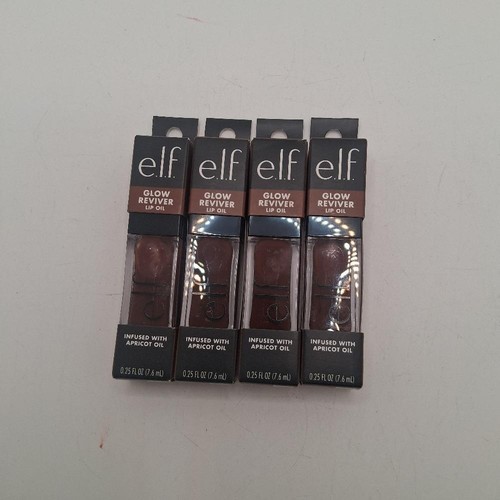 e.l.f.
GLOW
REVIVER
LIP OIL
e
INFUSED WITH
APRICOT OIL
0.25 FL OZ (7.6 mL)
e.l.f.
GLOW
REVIVER
LIP OIL
e
INFUSED WITH
APRICOT OIL
0.25 FL OZ (7.6 mL)
e.l.f.
GLOW
REVIVER
LIP OIL
e
INFUSED WITH
APRICOT OIL
0.25 FL OZ (7.6 mL)
e.l.f.
GLOW
REVIVER
LIP OIL
e
INFUSED WITH
APRICOT OIL
0.25 FL OZ (7.6 mL)